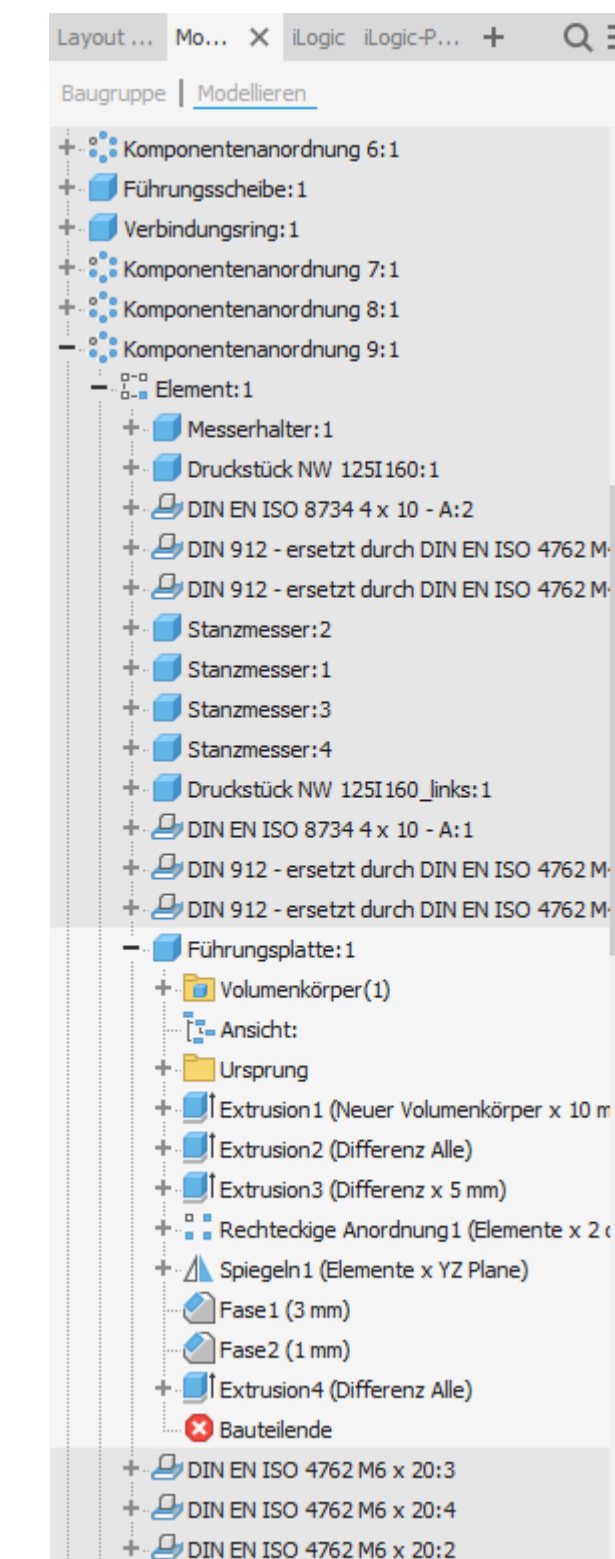 Layout ... Mo... iLogic iLogic-P...
Baugruppe | Modellieren
Komponentenanordnung 6:1
Führungsscheibe:1
Verbindungsring:1
Komponentenanordnung 7:1
Komponentenanordnung 8:1
Komponentenanordnung 9:1
Element:1
Messerhalter:1
Druckstück NW 125I160:1
DIN EN ISO 8734 4 x 10 - A:2
DIN 912 - ersetzt durch DIN EN ISO 4762 M
DIN 912 - ersetzt durch DIN EN ISO 4762 M
Stanzmesser:2
Stanzmesser:1
Stanzmesser:3
Stanzmesser:4
Druckstück NW 125I160_links:1
DIN EN ISO 8734 4 x 10 - A:1
DIN 912 - ersetzt durch DIN EN ISO 4762 M
DIN 912 - ersetzt durch DIN EN ISO 4762 M
Führungsplatte:1
Volumenkörper(1)
Ansicht:
Ursprung
Extrusion1 (Neuer Volumenkörper x 10 m
Extrusion2 (Differenz Alle)
Extrusion3 (Differenz x 5 mm)
Rechteckige Anordnung1 (Elemente x 2
Spiegeln1 (Elemente x YZ Plane)
Fase1 (3 mm)
Fase2 (1 mm)
Extrusion4 (Differenz Alle)
Bauteilende
DIN EN ISO 4762 M6 x 20:3
DIN EN ISO 4762 M6 x 20:4
DIN EN ISO 4762 M6 x 20:2